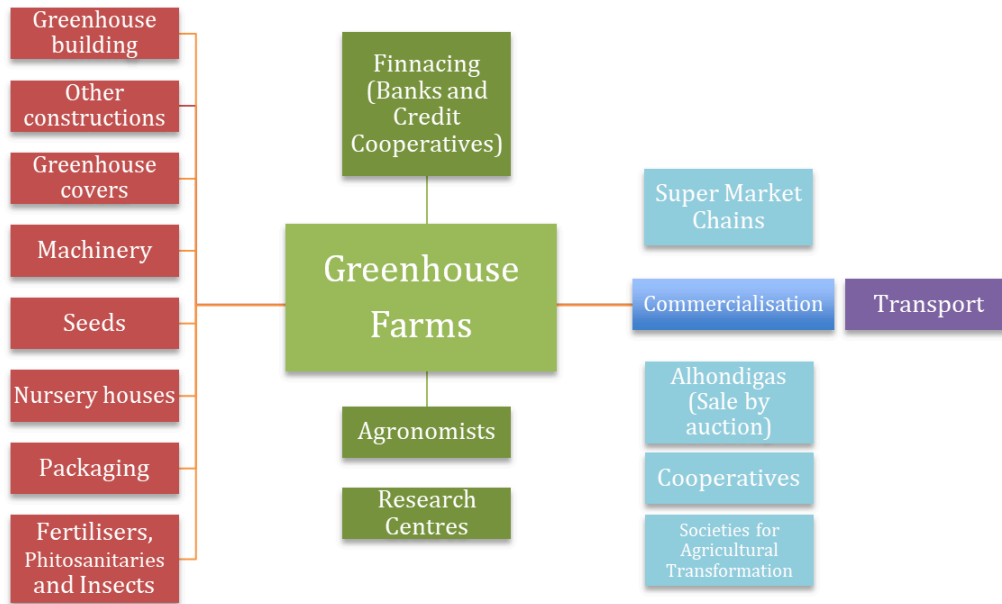 Greenhouse
building
Other
constructions
Greenhouse
covers
Machinery
Seeds
Nursery houses
Packaging
Fertilisers,
Phitosanitaries
and Insects
Finnacing
(Banks and
Credit
Cooperatives)
Greenhouse
Farms
Agronomists
Research
Centres
Super Market
Chains
Commercialisation
Transport
Alhondigas
(Sale by
auction)
Cooperatives
Societies for
Agricultural
Transformation